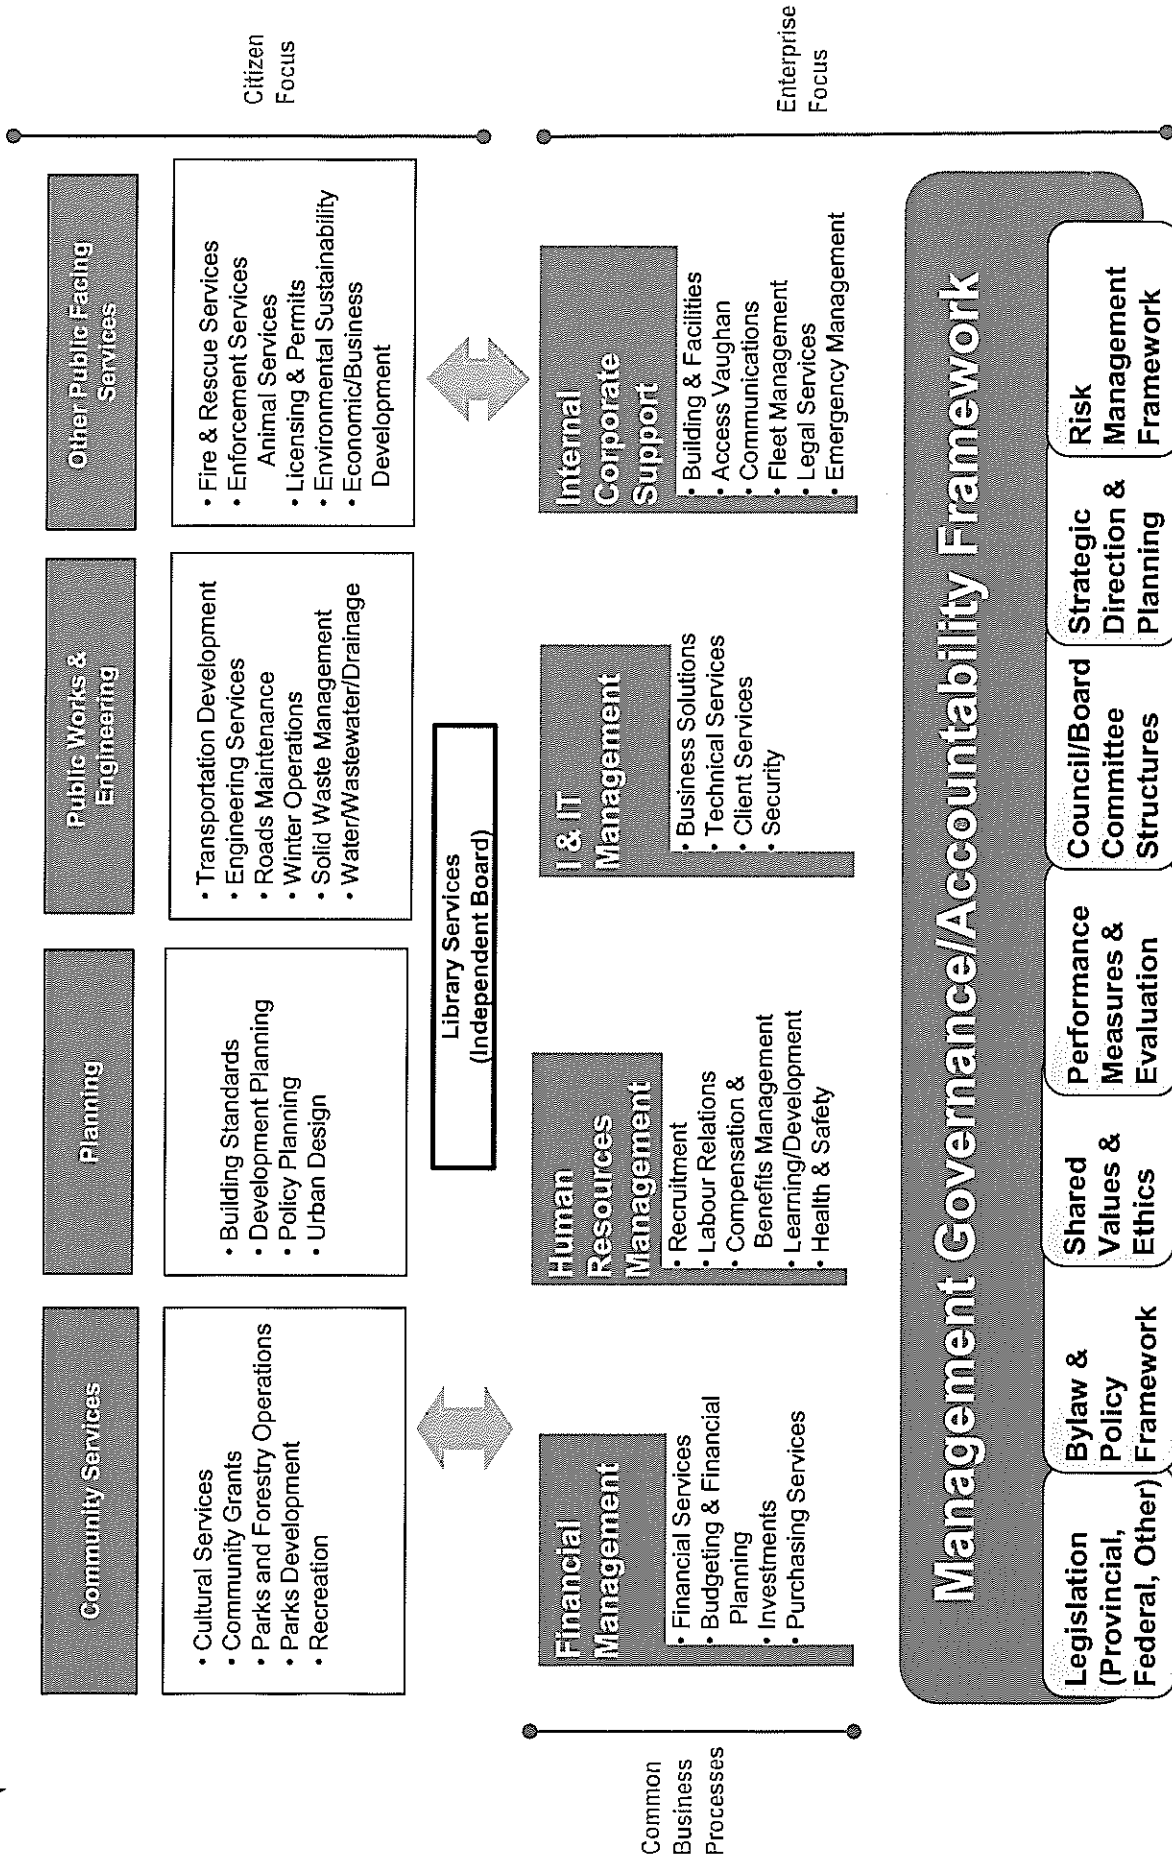 Community Services
Planning
Public Works &
Engineering
Other Public Facing
Services
Citizen
Focus
• Cultural Services
• Community Grants
• Parks and Forestry Operations
• Parks Development
• Recreation
• Building Standards
• Development Planning
• Policy Planning
• Urban Design
• Transportation Development
• Engineering Services
• Roads Maintenance
• Winter Operations
• Solid Waste Management
• Water/Wastewater/Drainage
• Fire & Rescue Services
• Enforcement Services
Animal Services
• Licensing & Permits
• Environmental Sustainability
• Economic/Business
Development
Library Services
(Independent Board)
Common
Business
Processes
Financial
Management
• Financial Services
• Budgeting & Financial
Planning
• Investments
• Purchasing Services
Human
Resources
Management
• Recruitment
• Labour Relations
• Compensation &
Benefits Management
• Learning/Development
• Health & Safety
I & IT
Management
• Business Solutions
• Technical Services
• Client Services
• Security
Internal
Corporate
Support
• Building & Facilities
• Access Vaughan
• Communications
• Fleet Management
• Legal Services
• Emergency Management
Enterprise
Focus
Management Governance/Accountability Framework
Legislation
(Provincial,
Federal, Other)
Bylaw &
Policy
Framework
Shared
Values &
Ethics
Performance
Measures &
Evaluation
Council/Board
Committee
Structures
Strategic
Direction &
Planning
Risk
Management
Framework